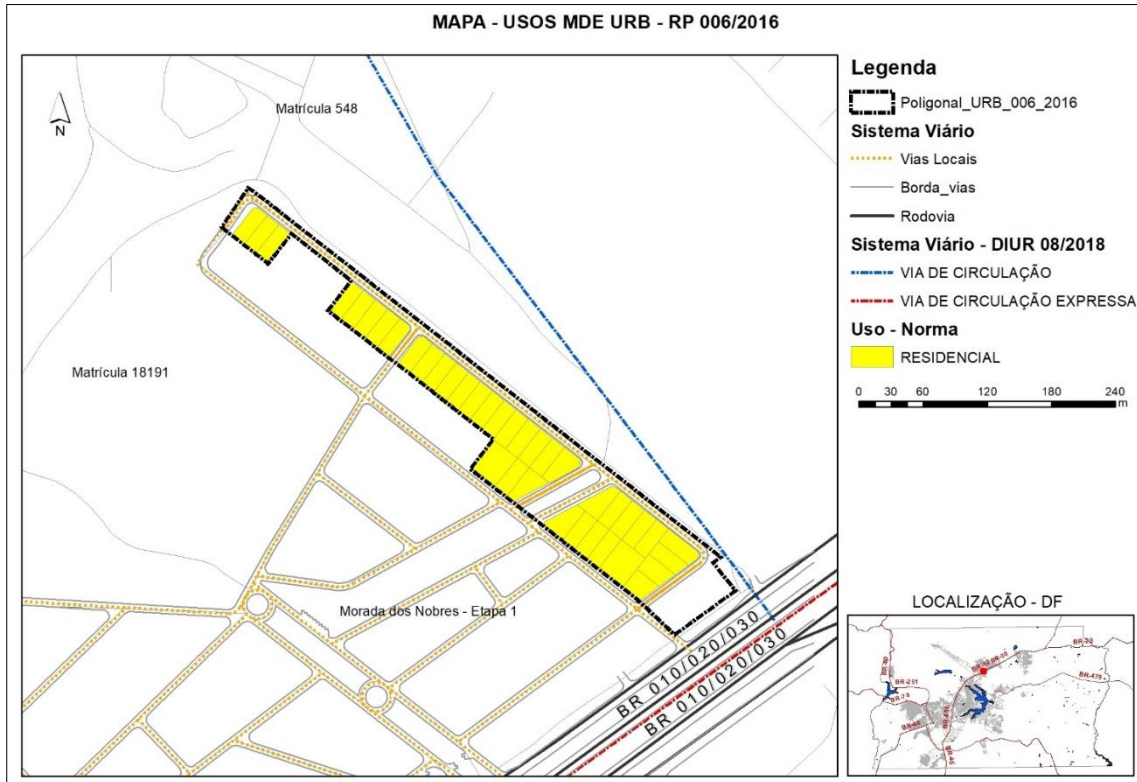 MAPA - USOS MDE URB - RP 006/2016
Matrícula 548
N
Matrícula 18191
Morada dos Nobres - Etapa 1
BR 010/020/030
BR 010/020/030
Legenda
Poligonal_URB_006_2016
Sistema Viário
Vias Locais
Borda_vias
Rodovia
Sistema Viário - DIUR 08/2018
VIA DE CIRCULAÇÃO
VIA DE CIRCULAÇÃO EXPRESSA
Uso - Norma
RESIDENCIAL
0 30 60 120 180 240
m
LOCALIZAÇÃO - DF
BR-20
BR-479
BR-251